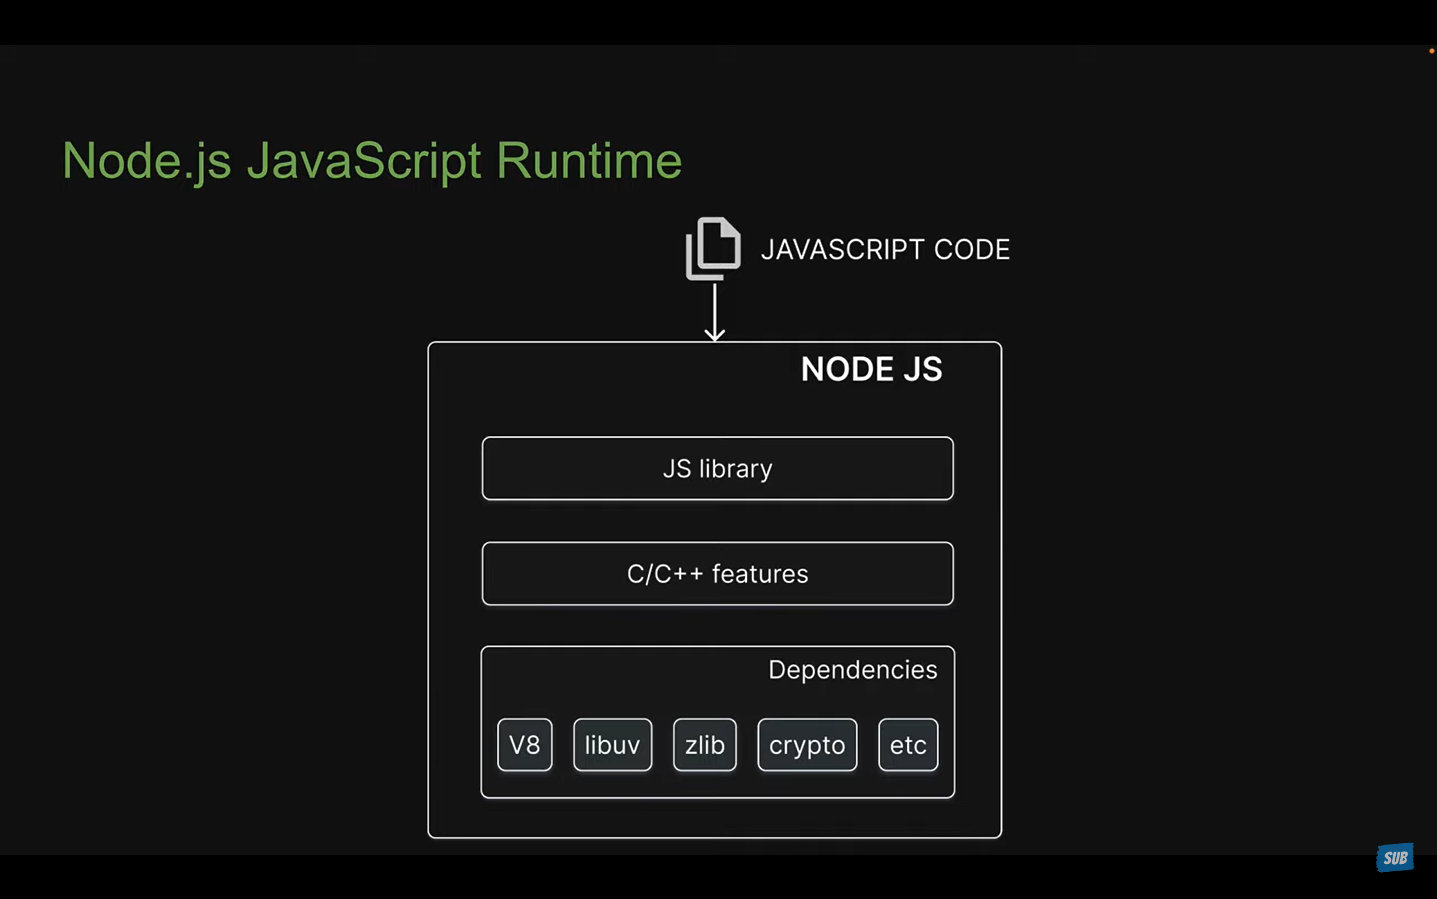 Node.js JavaScript Runtime
JAVASCRIPT CODE
NODE JS
JS library
C/C++ features
Dependencies
V8 libuv zlib crypto etc
SUB